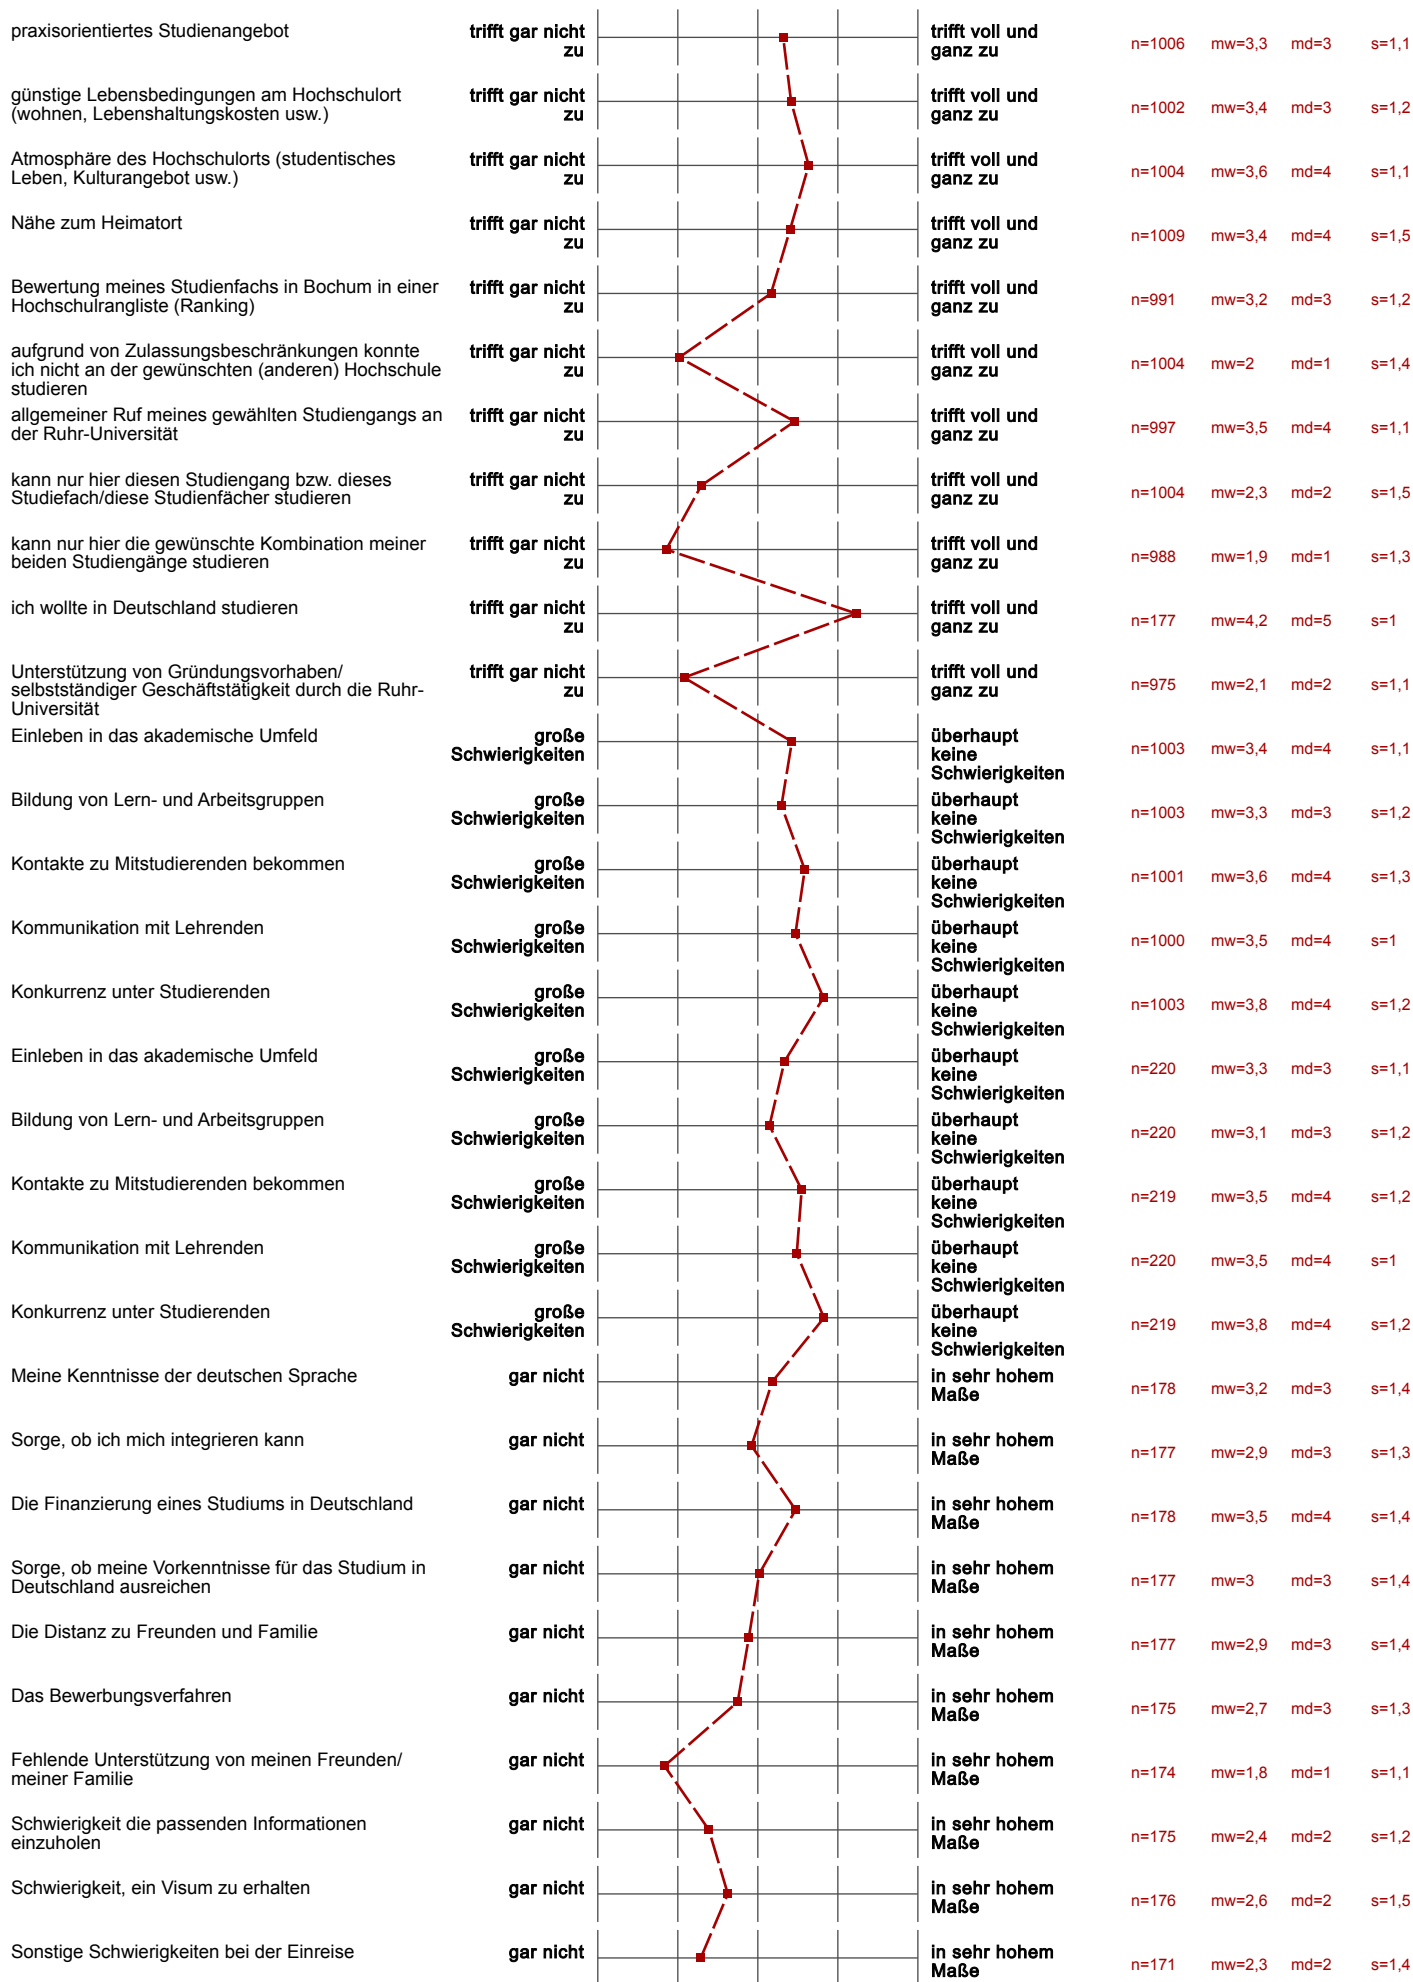 praxisorientiertes Studienangebot
trifft gar nicht
zu
trifft voll und
ganz zu
n=1006 mw=3,3 md=3 s=1,1
günstige Lebensbedingungen am Hochschulort
(wohnen, Lebenshaltungskosten usw.)
trifft gar nicht
zu
trifft voll und
ganz zu
n=1002 mw=3,4 md=3 s=1,2
Atmosphäre des Hochschulorts (studentisches
Leben, Kulturangebot usw.)
trifft gar nicht
zu
trifft voll und
ganz zu
n=1004 mw=3,6 md=4 s=1,1
Nähe zum Heimatort
trifft gar nicht
zu
trifft voll und
ganz zu
n=1009 mw=3,4 md=4 s=1,5
Bewertung meines Studienfachs in Bochum in einer
Hochschulrangliste (Ranking)
trifft gar nicht
zu
trifft voll und
ganz zu
n=991 mw=3,2 md=3 s=1,2
aufgrund von Zulassungsbeschränkungen konnte
ich nicht an der gewünschten (anderen) Hochschule
studieren
trifft gar nicht
zu
trifft voll und
ganz zu
n=1004 mw=2 md=1 s=1,4
allgemeiner Ruf meines gewählten Studiengangs an
der Ruhr-Universität
trifft gar nicht
zu
trifft voll und
ganz zu
n=997 mw=3,5 md=4 s=1,1
kann nur hier diesen Studiengang bzw. dieses
Studiefach/diese Studienfächer studieren
trifft gar nicht
zu
trifft voll und
ganz zu
n=1004 mw=2,3 md=2 s=1,5
kann nur hier die gewünschte Kombination meiner
beiden Studiengänge studieren
trifft gar nicht
zu
trifft voll und
ganz zu
n=988 mw=1,9 md=1 s=1,3
ich wollte in Deutschland studieren
trifft gar nicht
zu
trifft voll und
ganz zu
n=177 mw=4,2 md=5 s=1
Unterstützung von Gründungsvorhaben/
selbstständiger Geschäftstätigkeit durch die Ruhr-
Universität
trifft gar nicht
zu
trifft voll und
ganz zu
n=975 mw=2,1 md=2 s=1,1
Einleben in das akademische Umfeld
große
Schwierigkeiten
überhaupt
keine
Schwierigkeiten
n=1003 mw=3,4 md=4 s=1,1
Bildung von Lern- und Arbeitsgruppen
große
Schwierigkeiten
überhaupt
keine
Schwierigkeiten
n=1003 mw=3,3 md=3 s=1,2
Kontakte zu Mitstudierenden bekommen
große
Schwierigkeiten
überhaupt
keine
Schwierigkeiten
n=1001 mw=3,6 md=4 s=1,3
Kommunikation mit Lehrenden
große
Schwierigkeiten
überhaupt
keine
Schwierigkeiten
n=1000 mw=3,5 md=4 s=1
Konkurrenz unter Studierenden
große
Schwierigkeiten
überhaupt
keine
Schwierigkeiten
n=1003 mw=3,8 md=4 s=1,2
Einleben in das akademische Umfeld
große
Schwierigkeiten
überhaupt
keine
Schwierigkeiten
n=220 mw=3,3 md=3 s=1,1
Bildung von Lern- und Arbeitsgruppen
große
Schwierigkeiten
überhaupt
keine
Schwierigkeiten
n=220 mw=3,1 md=3 s=1,2
Kontakte zu Mitstudierenden bekommen
große
Schwierigkeiten
überhaupt
keine
Schwierigkeiten
n=219 mw=3,5 md=4 s=1,2
Kommunikation mit Lehrenden
große
Schwierigkeiten
überhaupt
keine
Schwierigkeiten
n=220 mw=3,5 md=4 s=1
Konkurrenz unter Studierenden
große
Schwierigkeiten
überhaupt
keine
Schwierigkeiten
n=219 mw=3,8 md=4 s=1,2
Meine Kenntnisse der deutschen Sprache
gar nicht
in sehr hohem
Maße
n=178 mw=3,2 md=3 s=1,4
Sorge, ob ich mich integrieren kann
gar nicht
in sehr hohem
Maße
n=177 mw=2,9 md=3 s=1,3
Die Finanzierung eines Studiums in Deutschland
gar nicht
in sehr hohem
Maße
n=178 mw=3,5 md=4 s=1,4
Sorge, ob meine Vorkenntnisse für das Studium in
Deutschland ausreichen
gar nicht
in sehr hohem
Maße
n=177 mw=3 md=3 s=1,4
Die Distanz zu Freunden und Familie
gar nicht
in sehr hohem
Maße
n=177 mw=2,9 md=3 s=1,4
Das Bewerbungsverfahren
gar nicht
in sehr hohem
Maße
n=175 mw=2,7 md=3 s=1,3
Fehlende Unterstützung von meinen Freunden/
meiner Familie
gar nicht
in sehr hohem
Maße
n=174 mw=1,8 md=1 s=1,1
Schwierigkeit die passenden Informationen
einzuholen
gar nicht
in sehr hohem
Maße
n=175 mw=2,4 md=2 s=1,2
Schwierigkeit, ein Visum zu erhalten
gar nicht
in sehr hohem
Maße
n=176 mw=2,6 md=2 s=1,5
Sonstige Schwierigkeiten bei der Einreise
gar nicht
in sehr hohem
Maße
n=171 mw=2,3 md=2 s=1,4